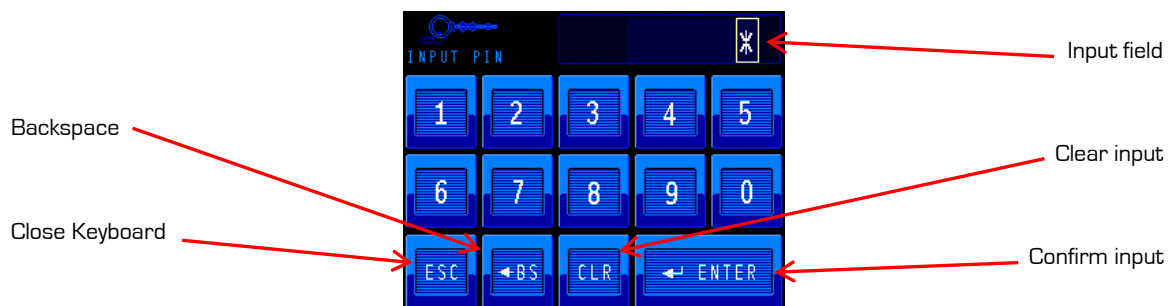 Input field
INPUT PIN
*
1 2 3 4 5
Backspace
Clear input
6 7 8 9 0
Close Keyboard
Confirm input
ESC ◄BS CLR ↵ ENTER